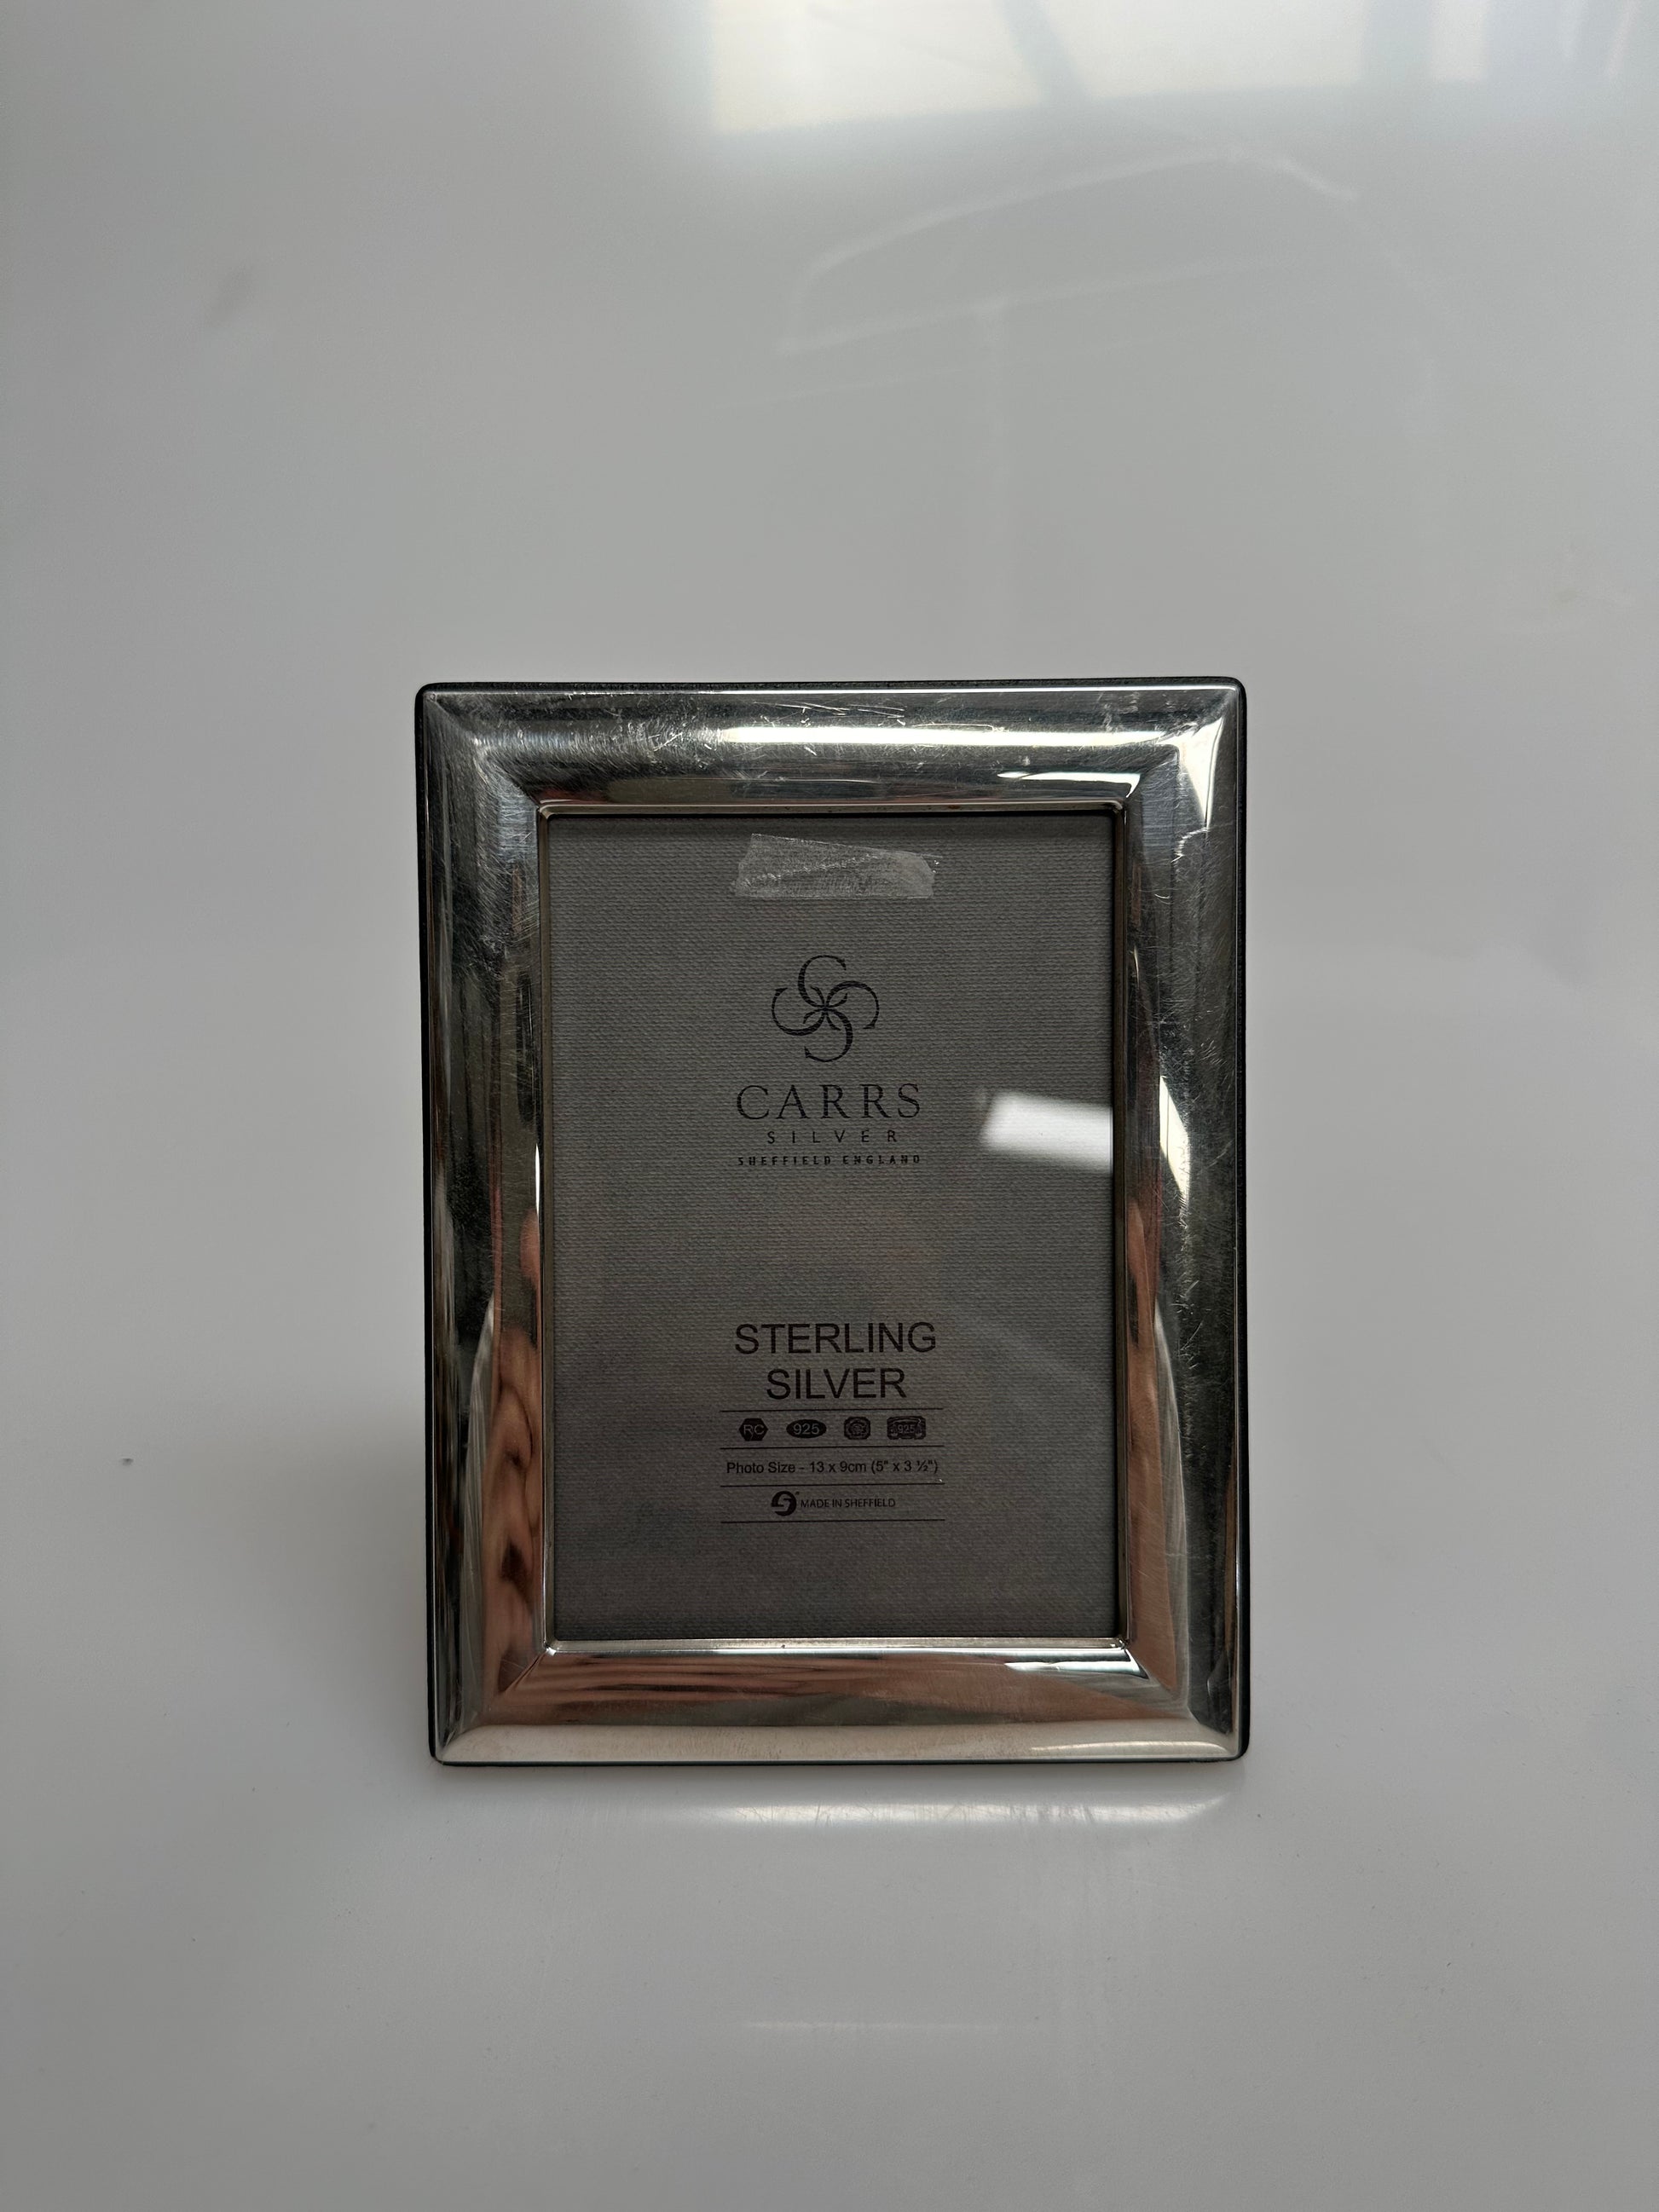 CARRS
SILVER
SHEFFIELD ENGLAND
STERLING
SILVER
RC 925 925
Photo Size - 13 x 9cm (5" x 3 ½")
MADE IN SHEFFIELD